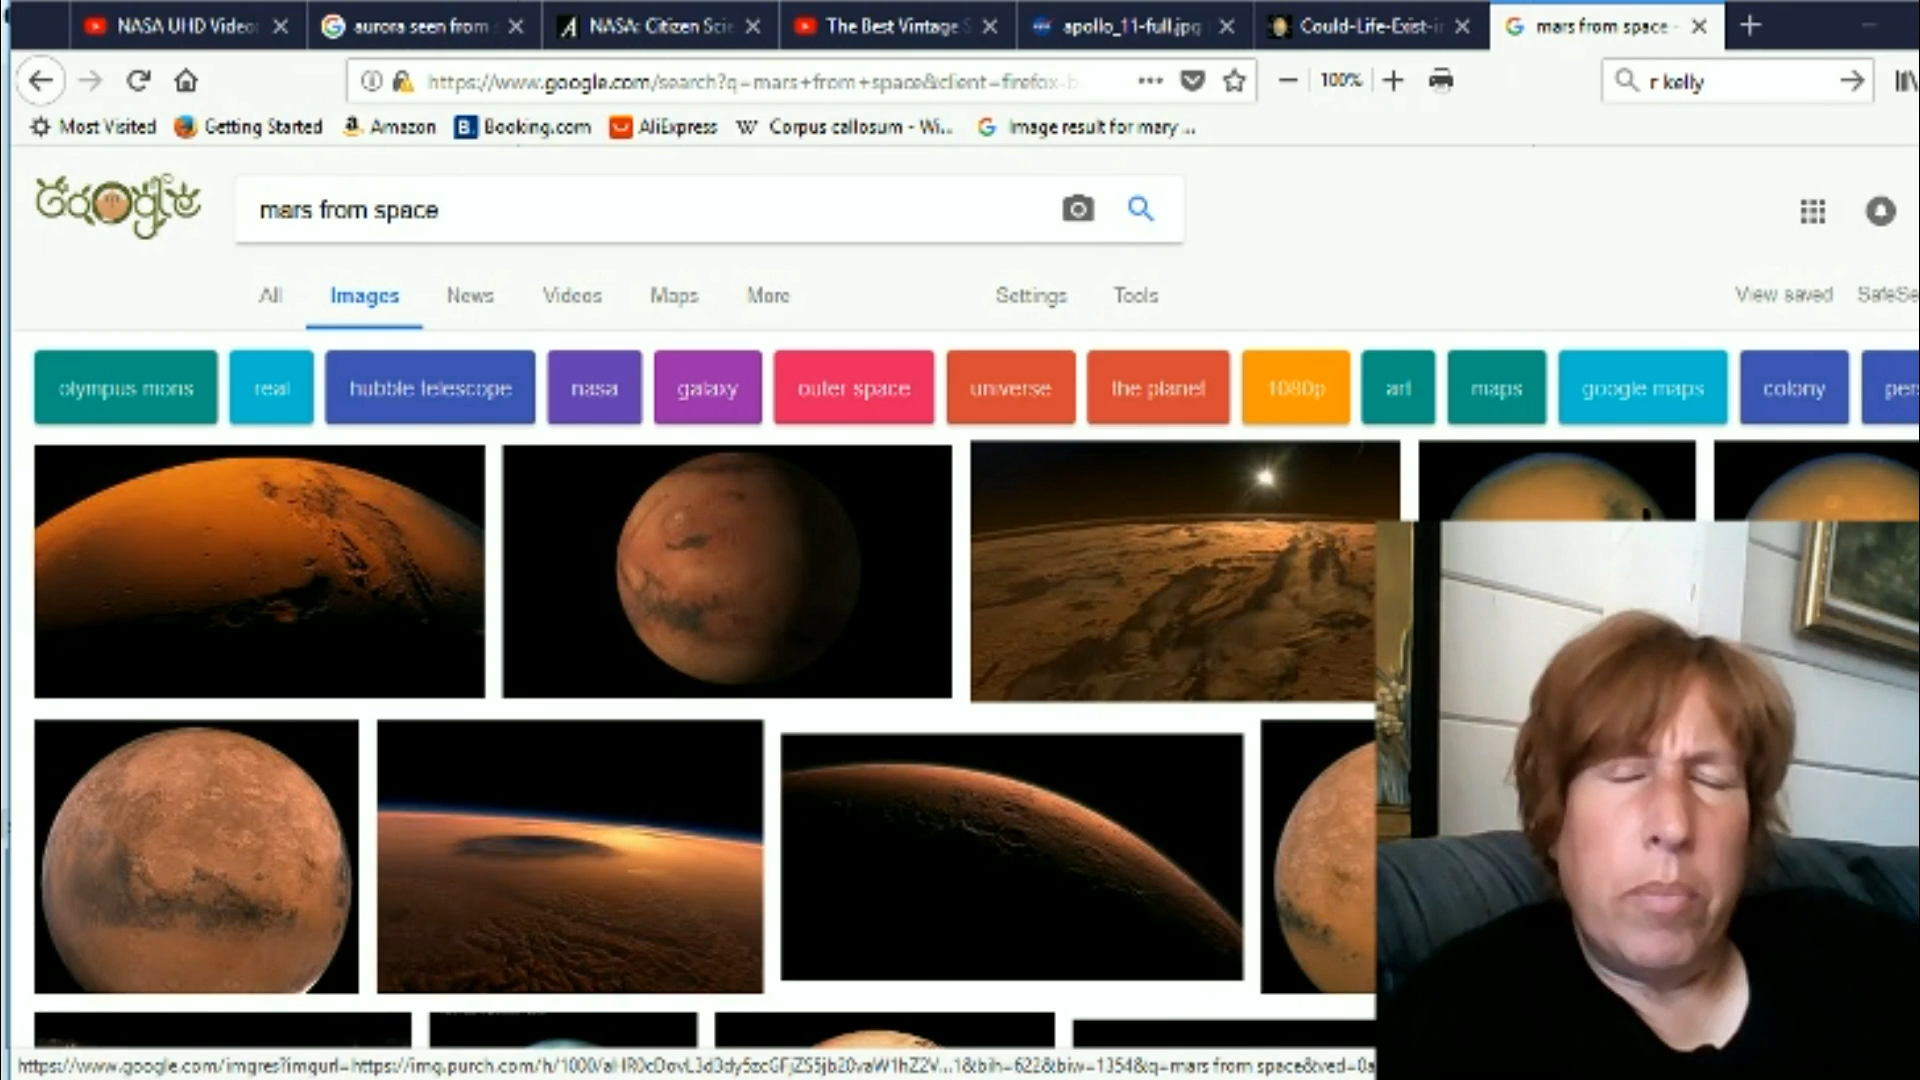 NASA UHD Video: aurora seen from NASA: Citizen Scie The Best Vintage S apollo_11-full.jpg Could-Life-Exist-i mars from space -
https://www.google.com/search?q=mars+from+space&client=firefox-b 100% r kelly
Most Visited Getting Started Amazon B. Booking.com AliExpress W Corpus callosum - Wi... Image result for mary ...
Google mars from space
All Images News Videos Maps More Settings Tools View saved SafeSe
olympus mons real hubble telescope nasa galaxy outer space universe the planet 1080p art maps google maps colony per